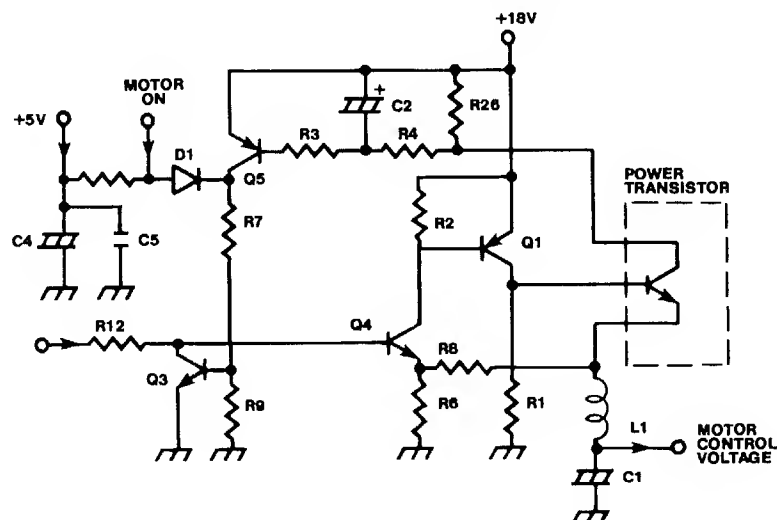 +18V
MOTOR
ON
+5V
C2
R26
R3
R4
D1
Q5
POWER
TRANSISTOR
R2
Q1
R7
C4
C5
R12
Q4
R8
Q3
R9
R6
R1
L1
MOTOR
CONTROL
VOLTAGE
C1
+